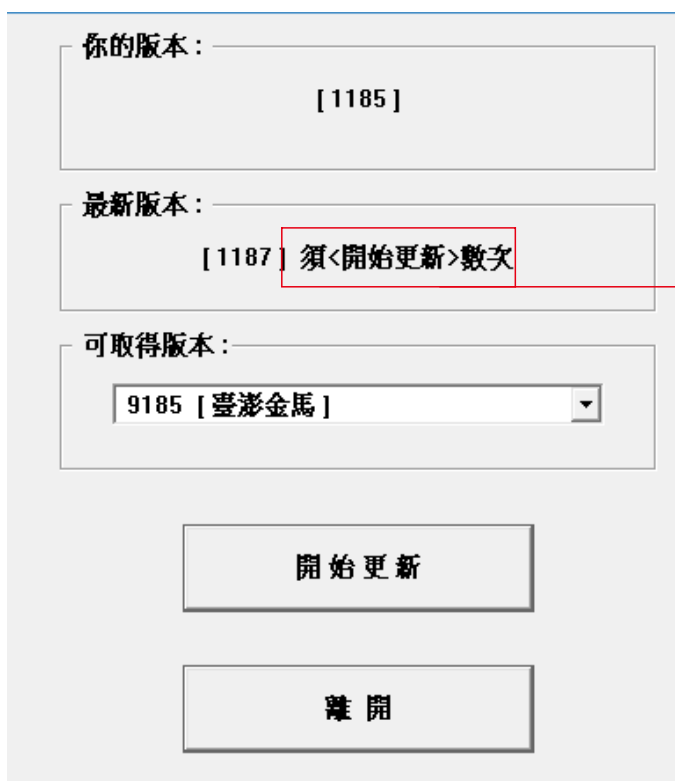 你的版本：
[ 1185 ]
最新版本：
[ 1187 ] 須<開始更新>數次
可取得版本：
9185 [ 臺澎金馬 ]
開 始 更 新
離 開